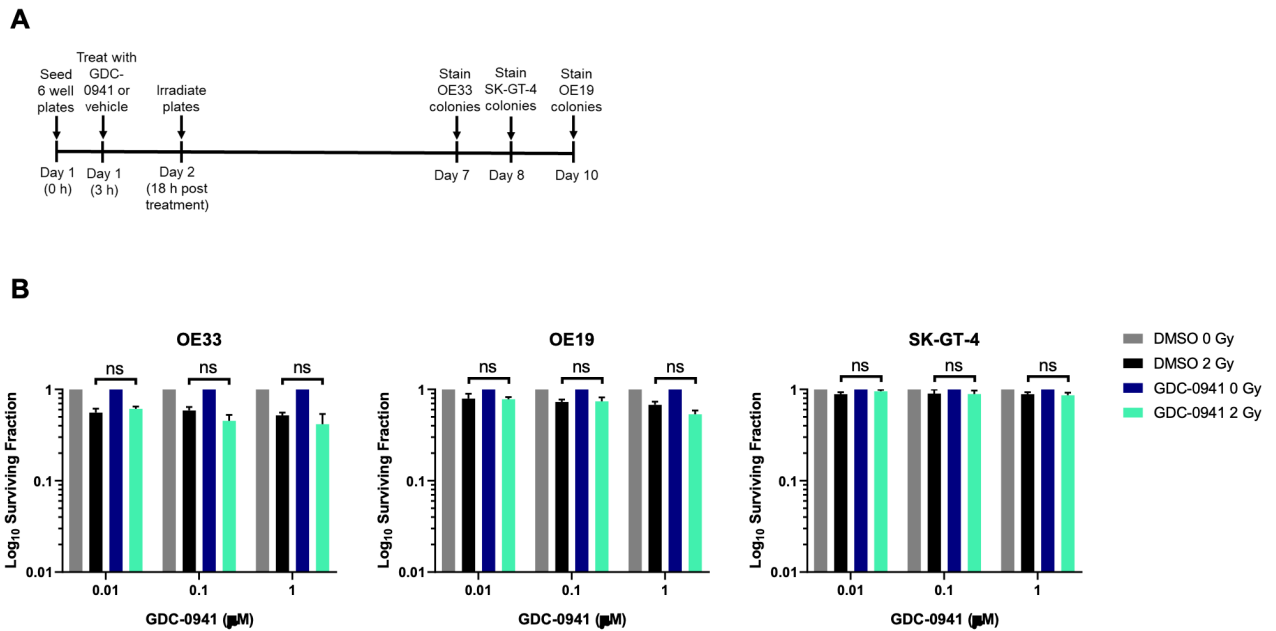 A
Seed
6 well
plates
Treat with
GDC-
0941 or
vehicle
Irradiate
plates
Stain
OE33
colonies
Stain
SK-GT-4
colonies
Stain
OE19
colonies
Day 1
(0 h)
Day 1
(3 h)
Day 2
(18 h post
treatment)
Day 7
Day 8
Day 10
B
OE33
ns
ns
ns
1
0.1
0.01
Log10 Surviving Fraction
0.01
0.1
1
GDC-0941 (μM)
OE19
ns
ns
ns
1
0.1
0.01
Log10 Surviving Fraction
0.01
0.1
1
GDC-0941 (μM)
SK-GT-4
ns
ns
ns
1
0.1
0.01
Log10 Surviving Fraction
0.01
0.1
1
GDC-0941 (μM)
DMSO 0 Gy
DMSO 2 Gy
GDC-0941 0 Gy
GDC-0941 2 Gy